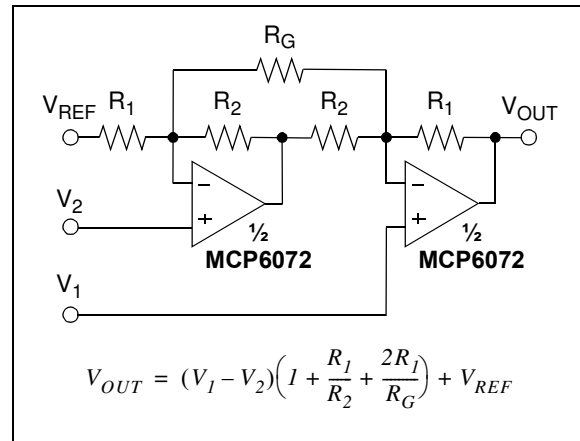 R_G
V_REF R_1 R_2 R_2 R_1 V_OUT
−
+
−
+
V_2
½
MCP6072
½
MCP6072
V_1
V_OUT = (V_1 – V_2)(1 + R_1/R_2 + 2R_1/R_G) + V_REF